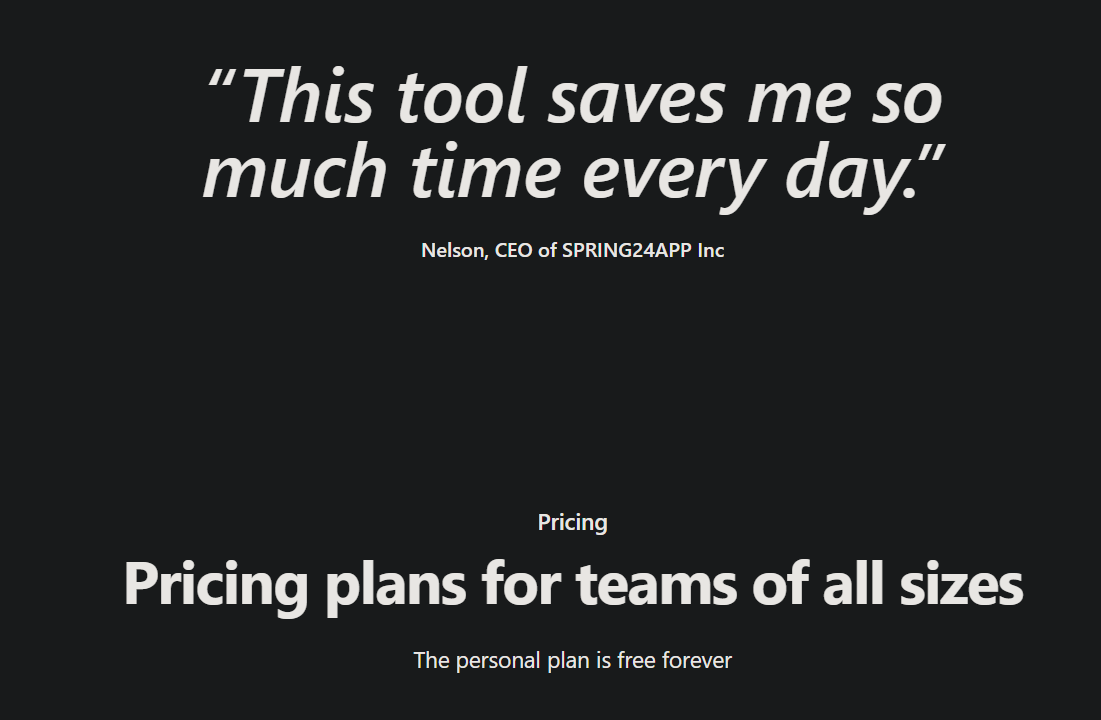 “This tool saves me so
much time every day.”
Nelson, CEO of SPRING24APP Inc
Pricing
Pricing plans for teams of all sizes
The personal plan is free forever